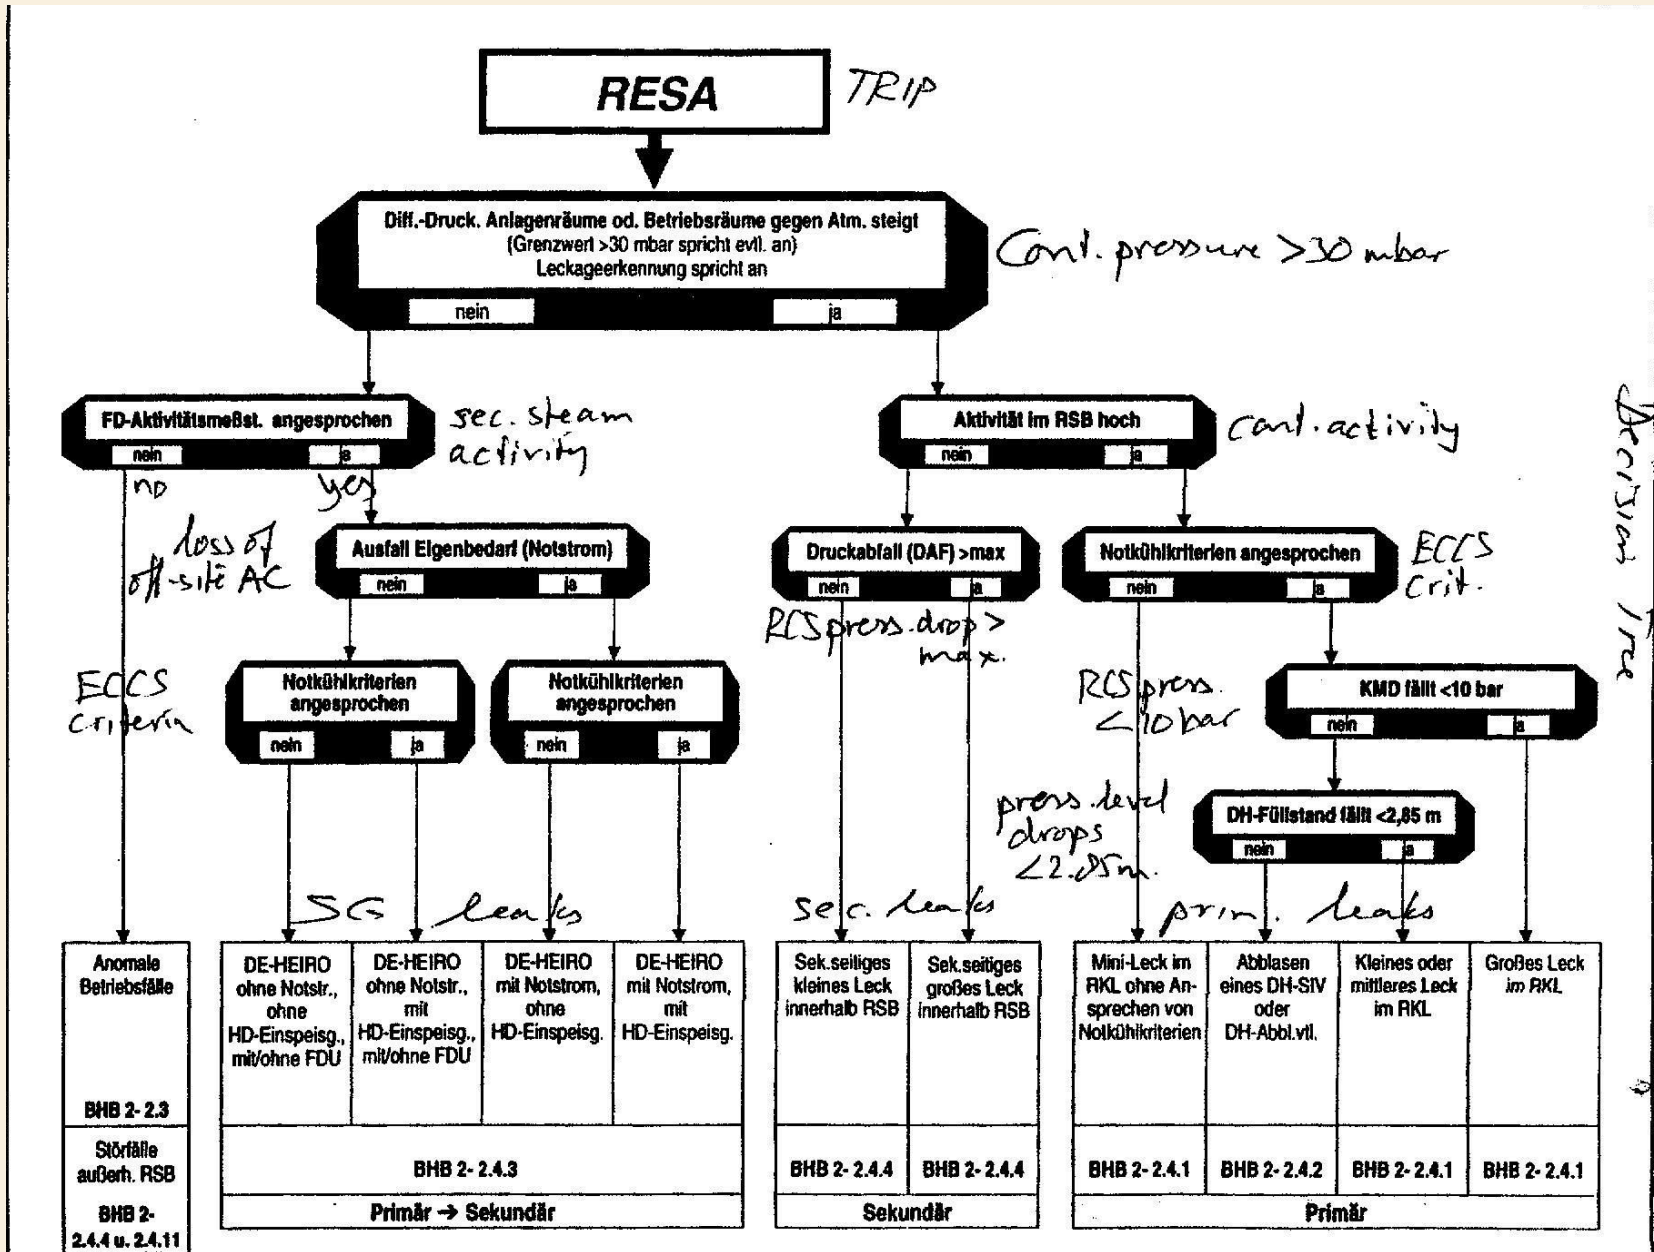 RESA
TRIP
Diff.-Druck. Anlagenräume od. Betriebsräume gegen Atm. steigt
(Grenzwert >30 mbar spricht evtl. an)
Leckageerkennung spricht an
nein ja
Cont. pressure >30 mbar
FD-Aktivitätsmeßst. angesprochen
nein ja
sec. steam
activity
no yes
Aktivität im RSB hoch
nein ja
cont. activity
Decision Tree
loss of
off-site AC
Ausfall Eigenbedarf (Notstrom)
nein ja
Druckabfall (DAF) >max
nein ja
RCS press. drop >
max.
Notkühlkriterien angesprochen
nein ja
ECCS
crit.
ECCS
criteria
Notkühlkriterien
angesprochen
nein ja
Notkühlkriterien
angesprochen
nein ja
RCS press.
<10 bar
KMD fällt <10 bar
nein ja
press. level
drops
<2.85m.
DH-Füllstand fällt <2,85 m
nein ja
SG leaks
sec. leaks
prim. leaks
Anomale
Betriebsfälle
BHB 2- 2.3
Störfälle
außerh. RSB
BHB 2-
2.4.4 u. 2.4.11
DE-HEIRO
ohne Notstr.,
ohne
HD-Einspeisg.,
mit/ohne FDU
DE-HEIRO
ohne Notstr.,
mit
HD-Einspeisg.,
mit/ohne FDU
DE-HEIRO
mit Notstrom,
ohne
HD-Einspeisg.
DE-HEIRO
mit Notstrom,
mit
HD-Einspeisg.
BHB 2- 2.4.3
Primär → Sekundär
Sek.seitiges
kleines Leck
innerhalb RSB
Sek.seitiges
großes Leck
innerhalb RSB
BHB 2- 2.4.4
BHB 2- 2.4.4
Sekundär
Mini-Leck im
RKL ohne An-
sprechen von
Notkühlkriterien
Abblasen
eines DH-SIV
oder
DH-Abbl.vtl.
Kleines oder
mittleres Leck
im RKL
Großes Leck
im RKL
BHB 2- 2.4.1
BHB 2- 2.4.2
BHB 2- 2.4.1
BHB 2- 2.4.1
Primär